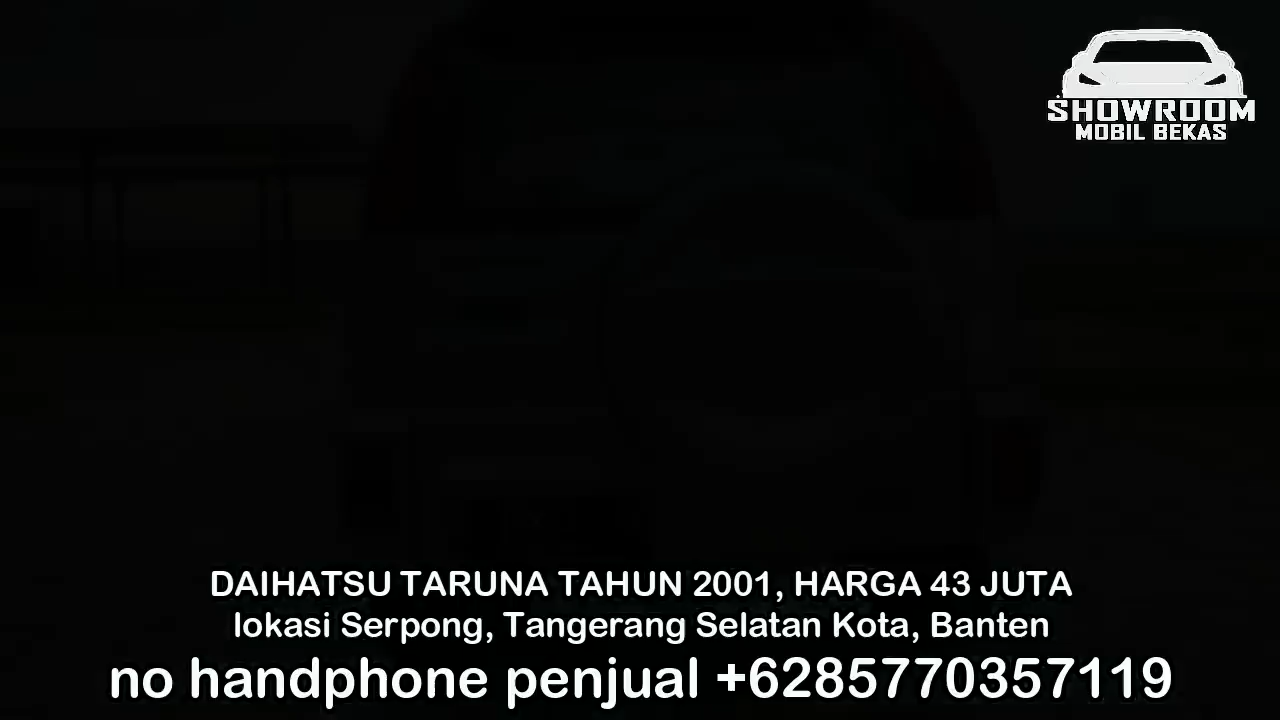 SHOWROOM
MOBIL BEKAS
DAIHATSU TARUNA TAHUN 2001, HARGA 43 JUTA
lokasi Serpong, Tangerang Selatan Kota, Banten
no handphone penjual +6285770357119